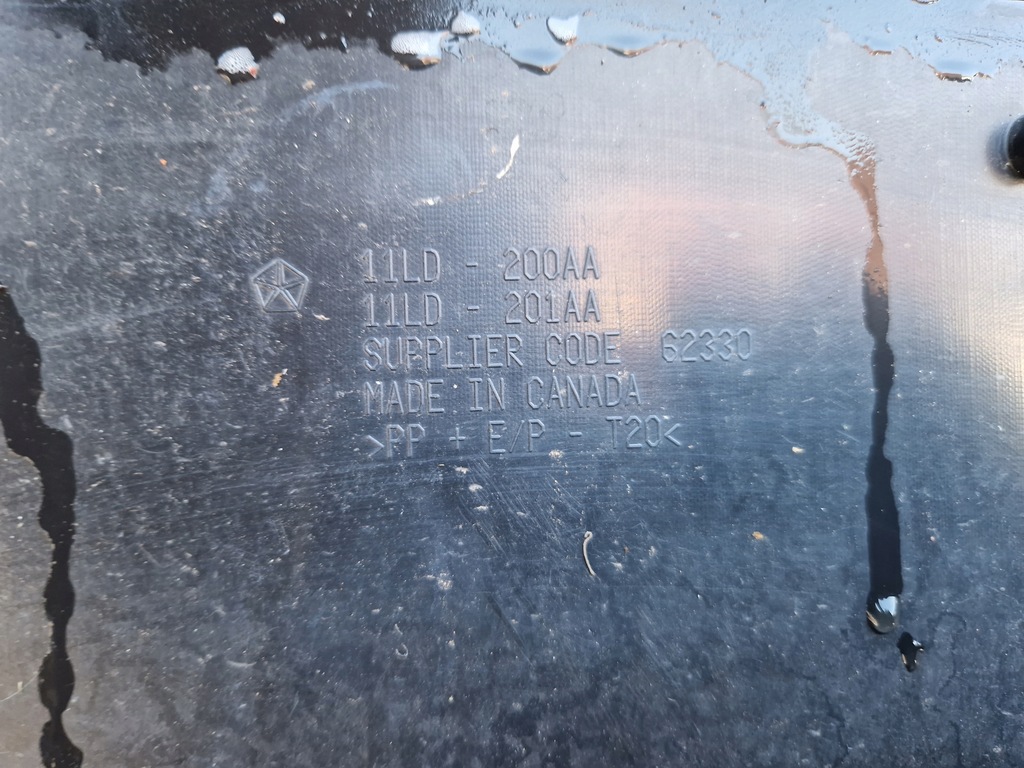 11LD - 200AA
11LD - 201AA
SUPPLIER CODE 62330
MADE IN CANADA
>PP + E/P - T20<